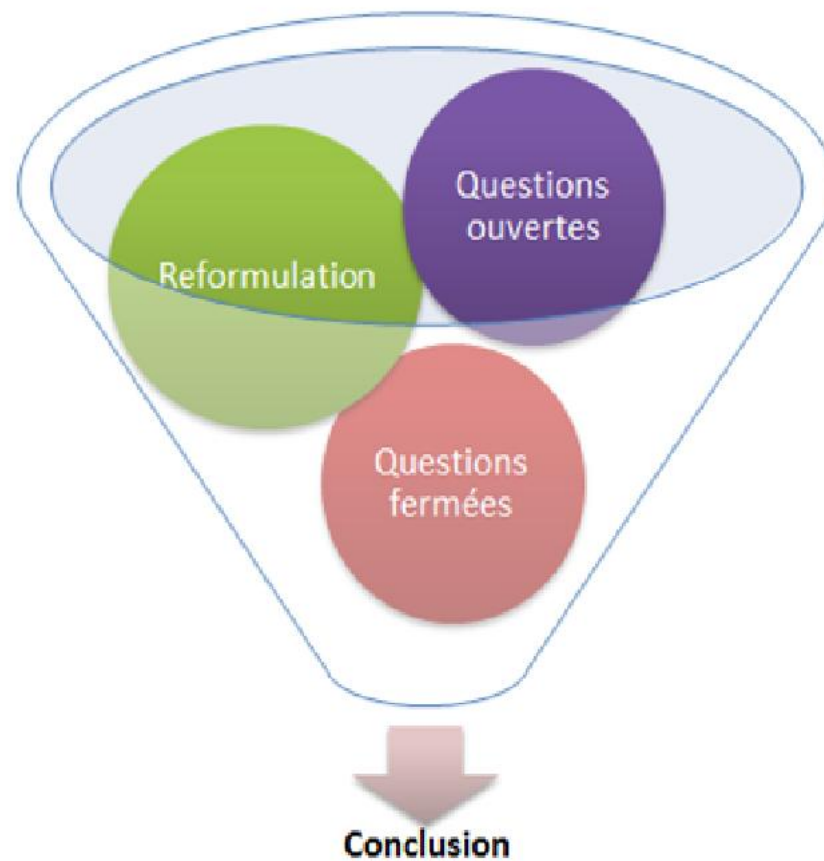 Questions
ouvertes
Reformulation
Questions
fermées
Conclusion